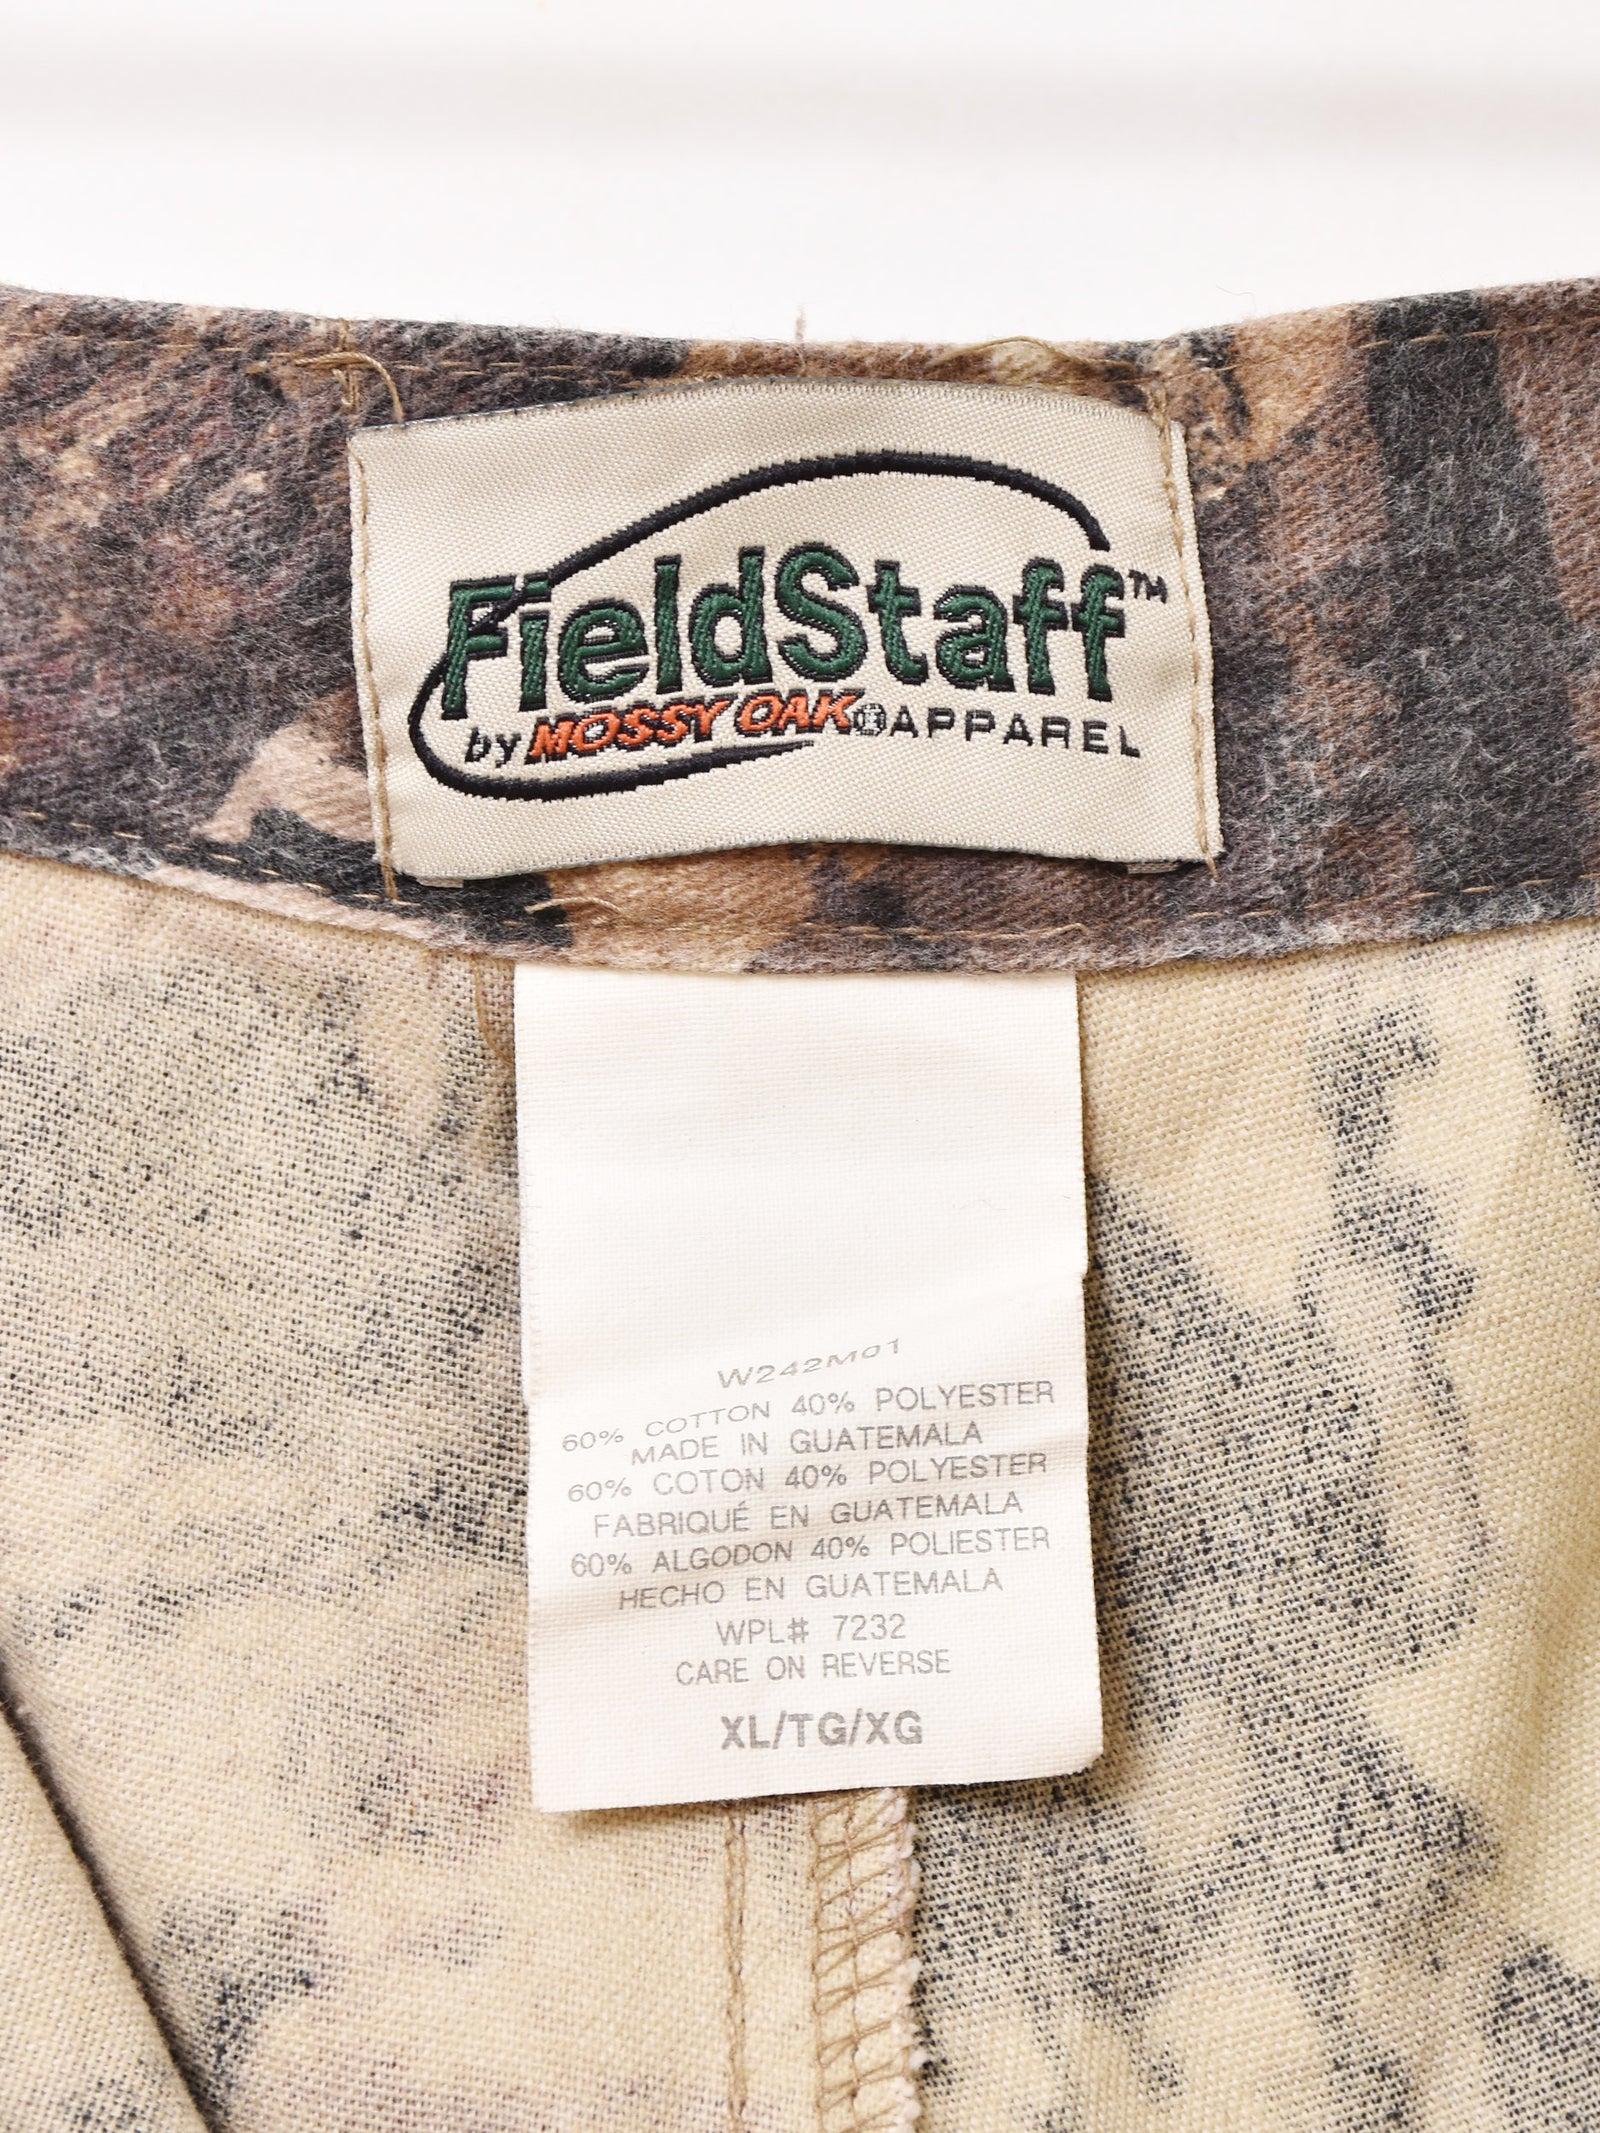 FieldStaff™
by MOSSY OAK® APPAREL
W242M01
60% COTTON 40% POLYESTER
MADE IN GUATEMALA
60% COTON 40% POLYESTER
FABRIQUÉ EN GUATEMALA
60% ALGODON 40% POLIESTER
HECHO EN GUATEMALA
WPL# 7232
CARE ON REVERSE
XL/TG/XG